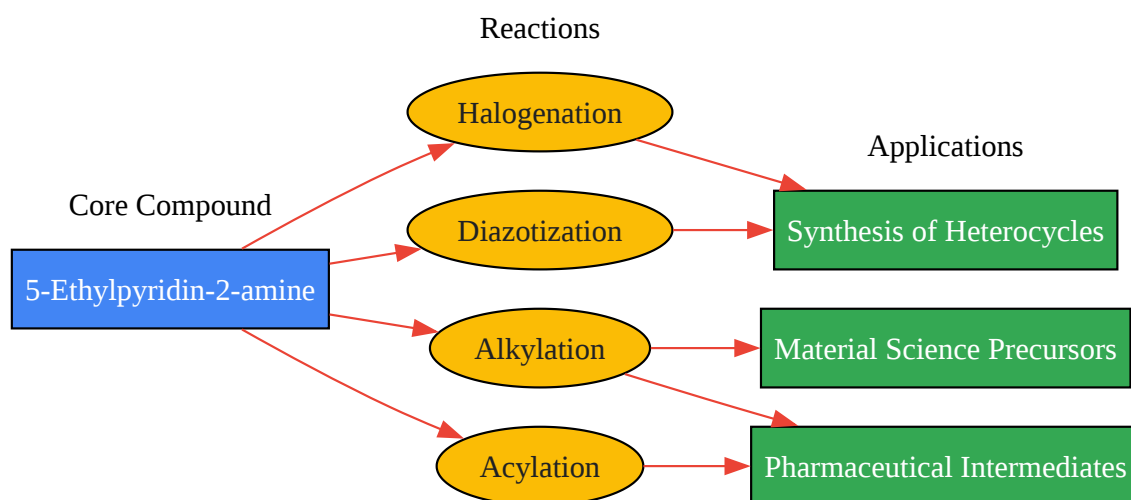 Reactions
Halogenation
Applications
Core Compound
Diazotization
Synthesis of Heterocycles
5-Ethylpyridin-2-amine
Alkylation
Material Science Precursors
Acylation
Pharmaceutical Intermediates